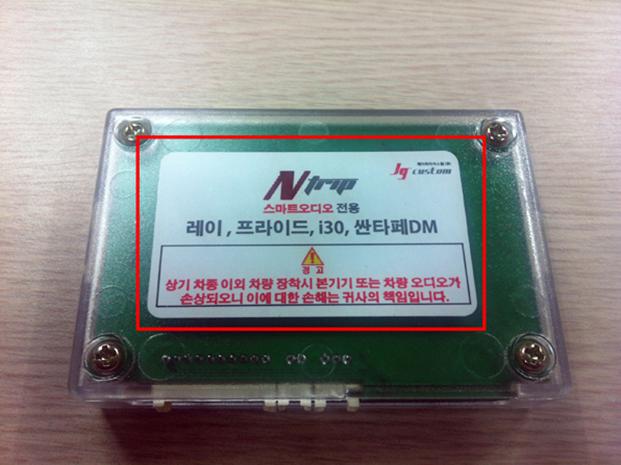 Ntrip
Jg custom
스마트오디오 전용
레이 , 프라이드, i30, 싼타페DM
경 고
상기 차종 이외 차량 장착시 본기기 또는 차량 오디오가
손상되오니 이에 대한 손해는 귀사의 책임입니다.